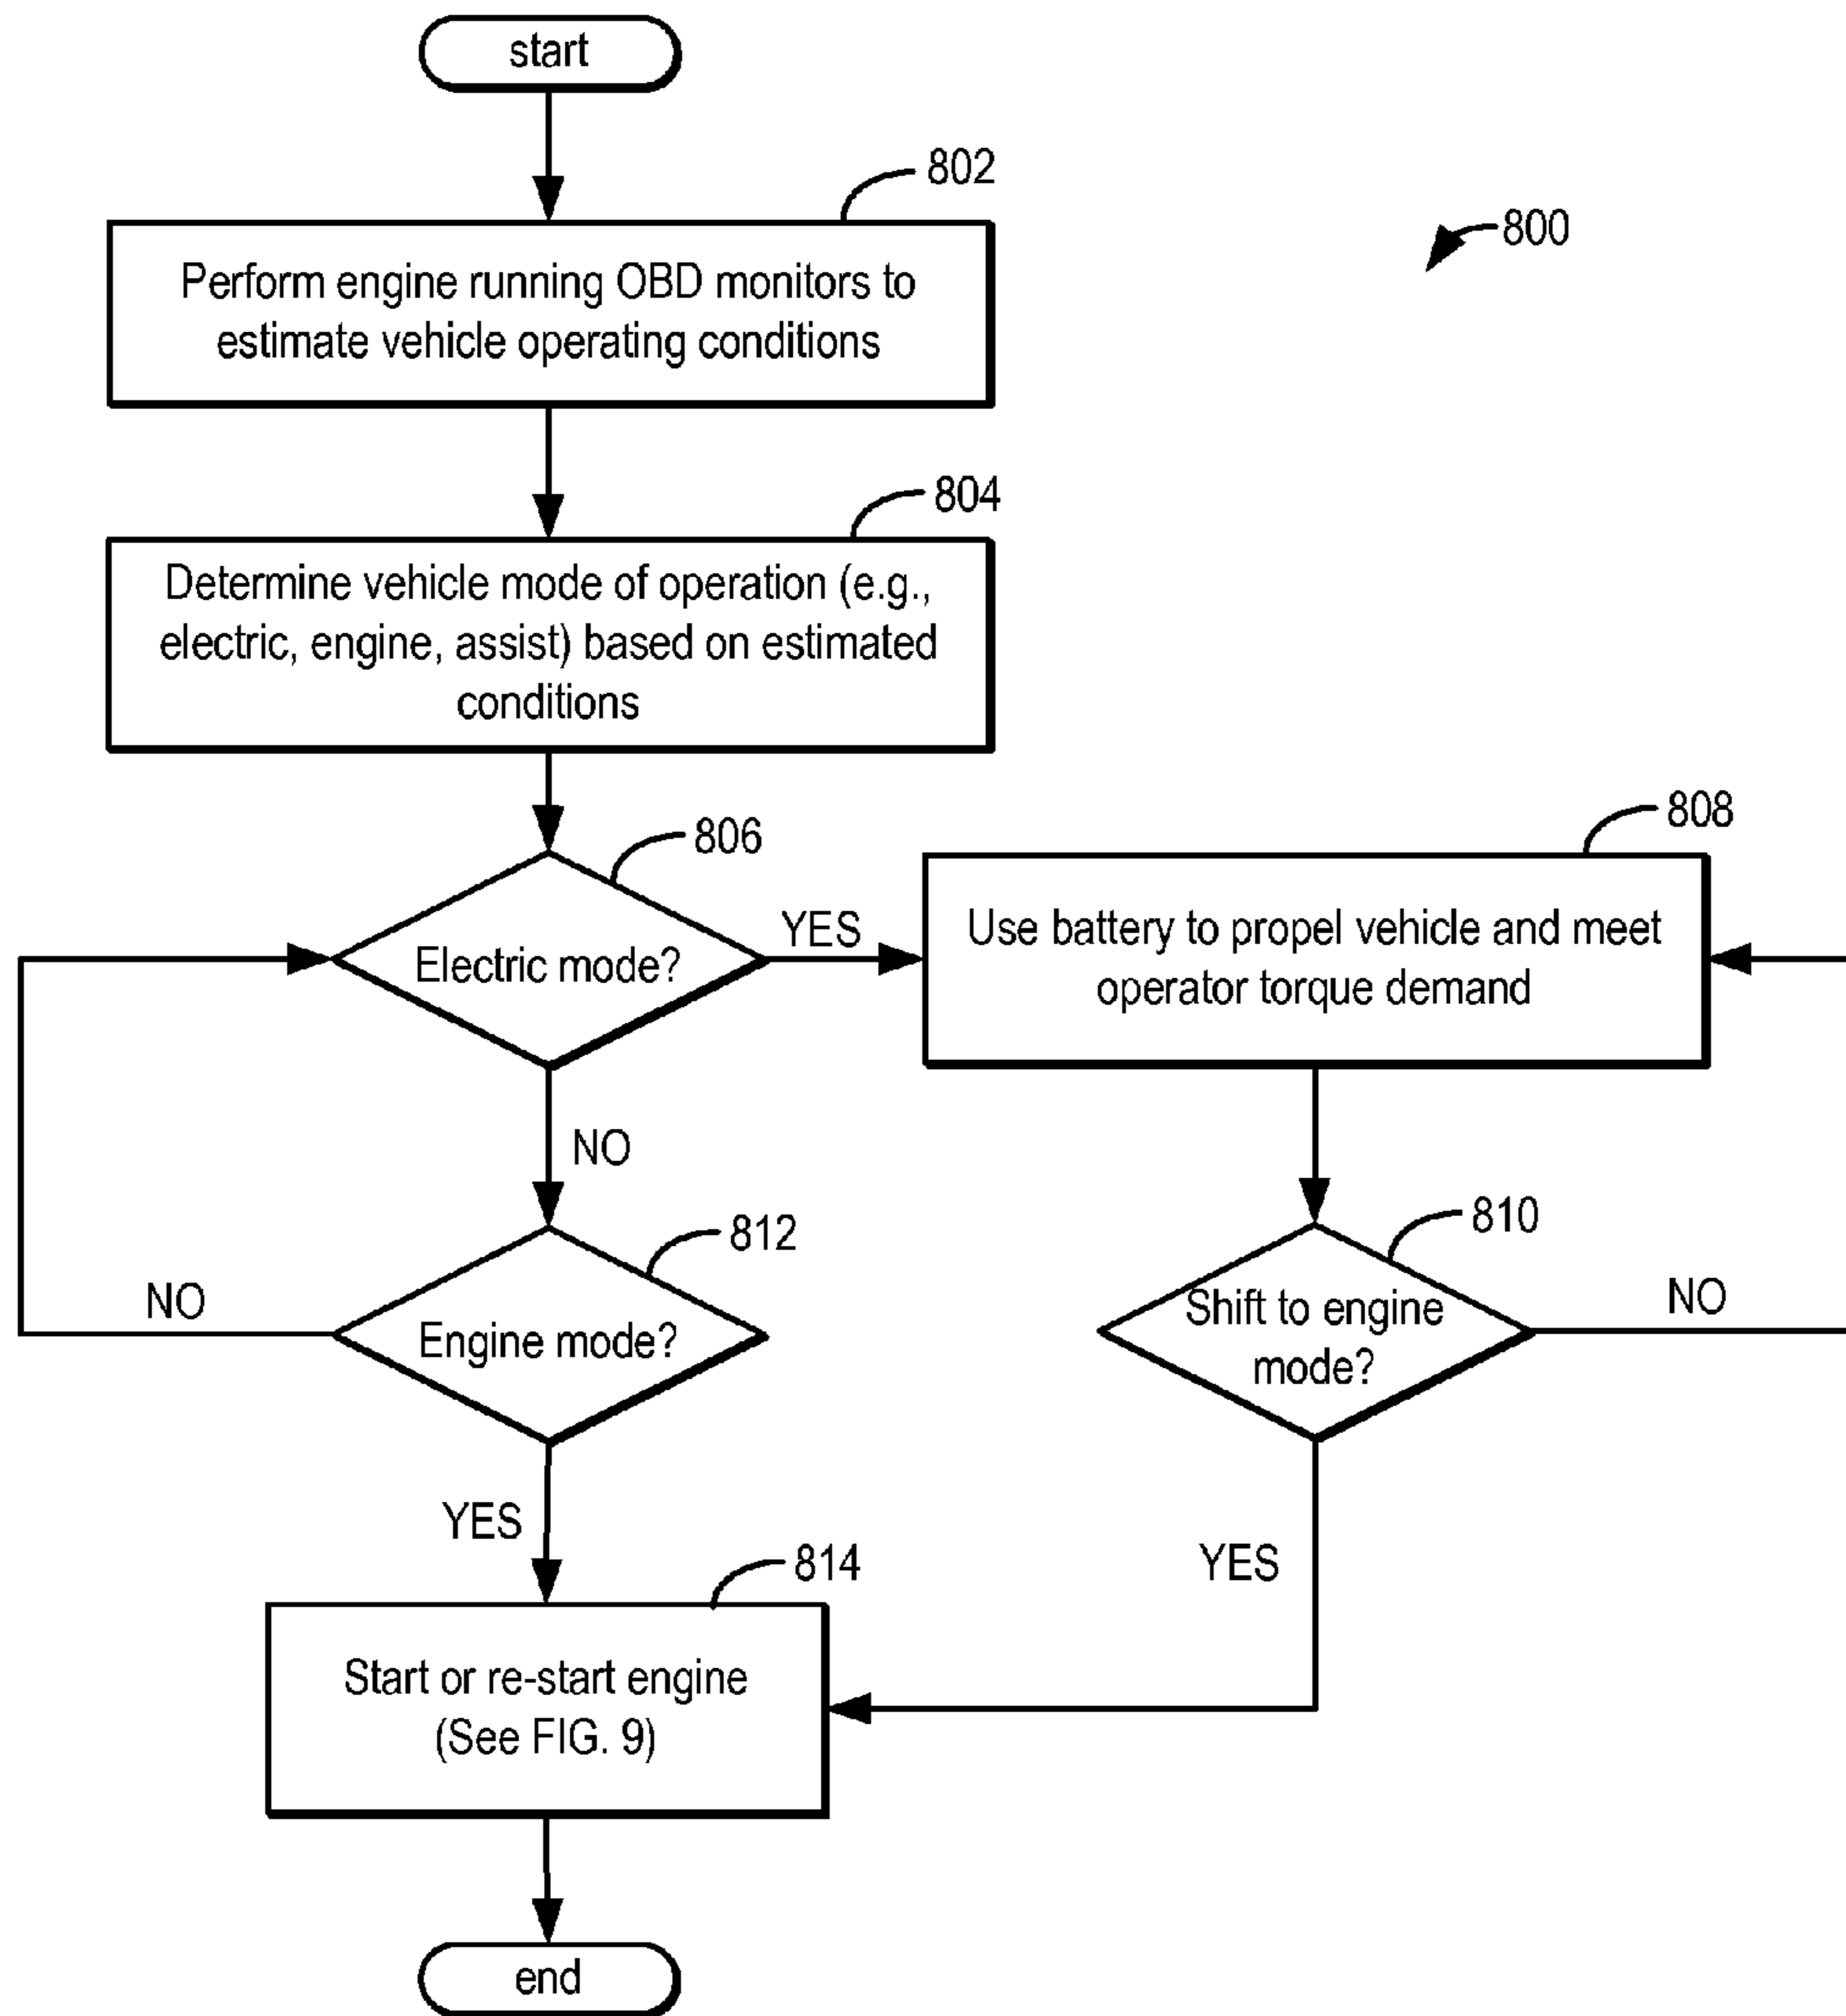 start
802
800
Perform engine running OBD monitors to
estimate vehicle operating conditions
804
Determine vehicle mode of operation (e.g.,
electric, engine, assist) based on estimated
conditions
806
808
Electric mode?
YES
Use battery to propel vehicle and meet
operator torque demand
NO
812
810
NO
Engine mode?
Shift to engine
mode?
NO
YES
814
YES
Start or re-start engine
(See FIG. 9)
end